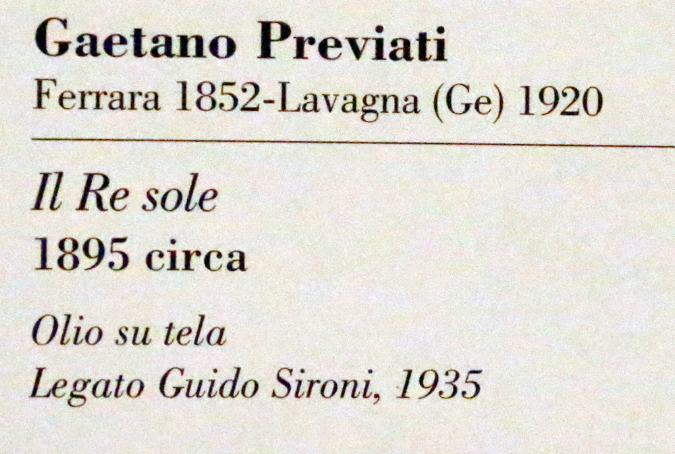 Gaetano Previati
Ferrara 1852-Lavagna (Ge) 1920
Il Re sole
1895 circa
Olio su tela
Legato Guido Sironi, 1935